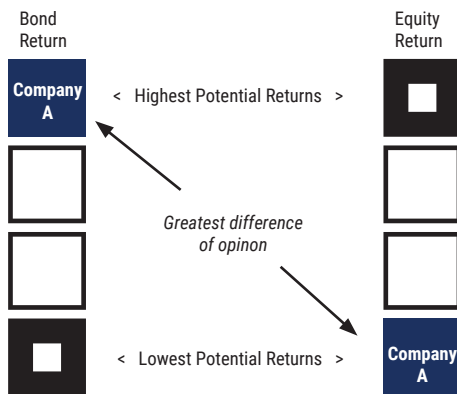 Bond
Return
Equity
Return
Company
A
< Highest Potential Returns >
Greatest difference
of opinon
< Lowest Potential Returns >
Company
A